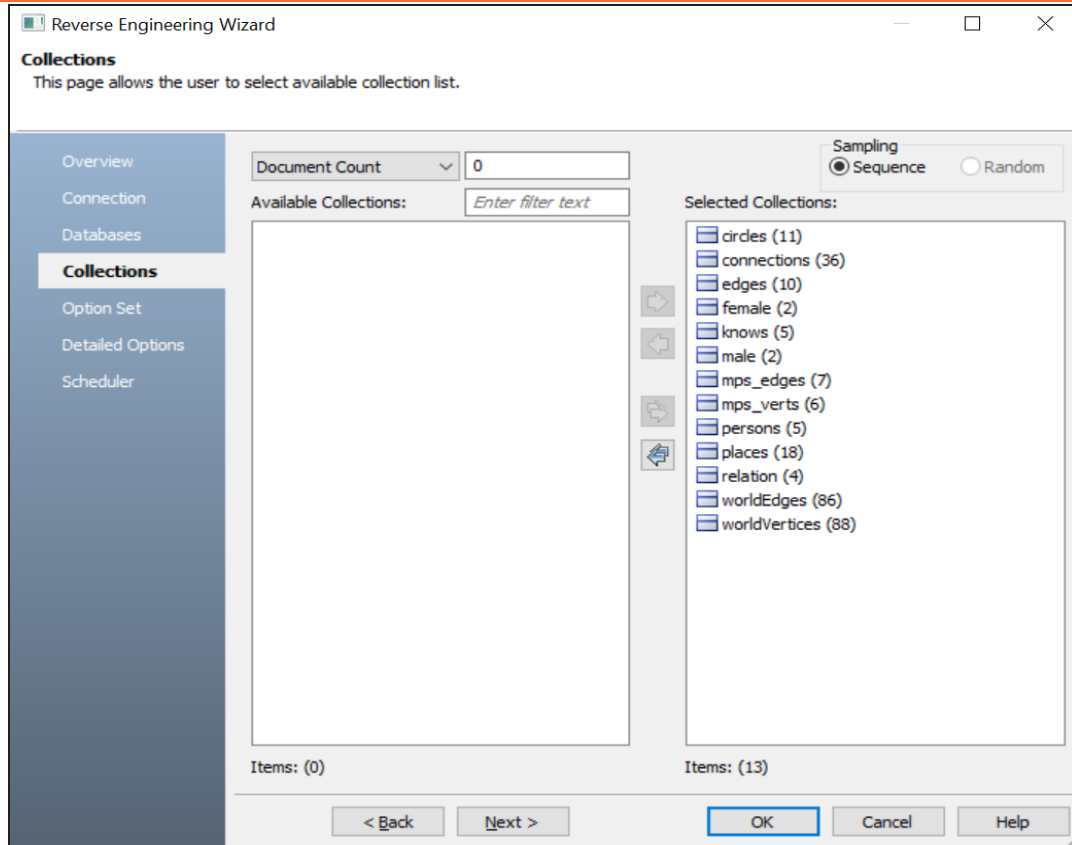 Reverse Engineering Wizard
Collections
This page allows the user to select available collection list.
Overview
Connection
Databases
Collections
Option Set
Detailed Options
Scheduler
Document Count
0
Sampling
Sequence
Random
Available Collections:
Enter filter text
Selected Collections:
circles (11)
connections (36)
edges (10)
female (2)
knows (5)
male (2)
mps_edges (7)
mps_verts (6)
persons (5)
places (18)
relation (4)
worldEdges (86)
worldVertices (88)
Items: (0)
Items: (13)
< Back
Next >
OK
Cancel
Help